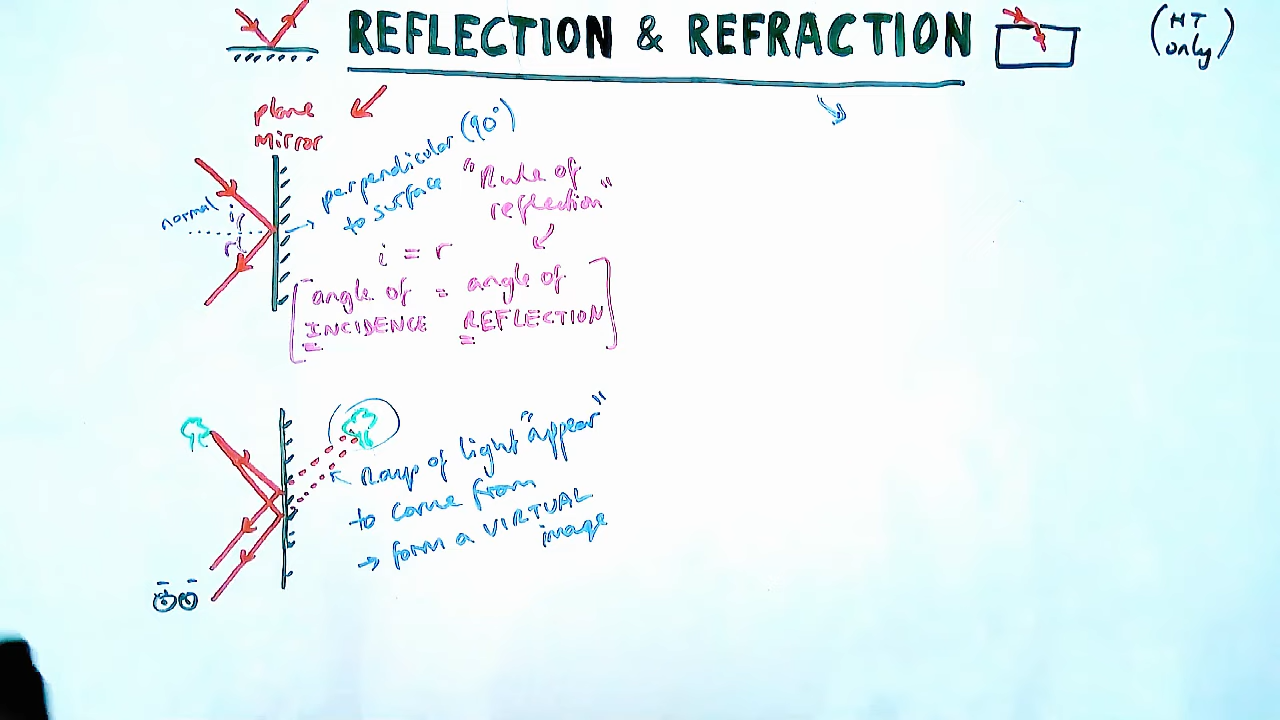 REFLECTION & REFRACTION
(HT
only)
plane
mirror
perpendicular (90°)
to surface
"Rule of
reflection"
normal
i
r
i = r
[angle of = angle of
INCIDENCE REFLECTION]
Rays of light "appear"
to come from
→ form a VIRTUAL
image